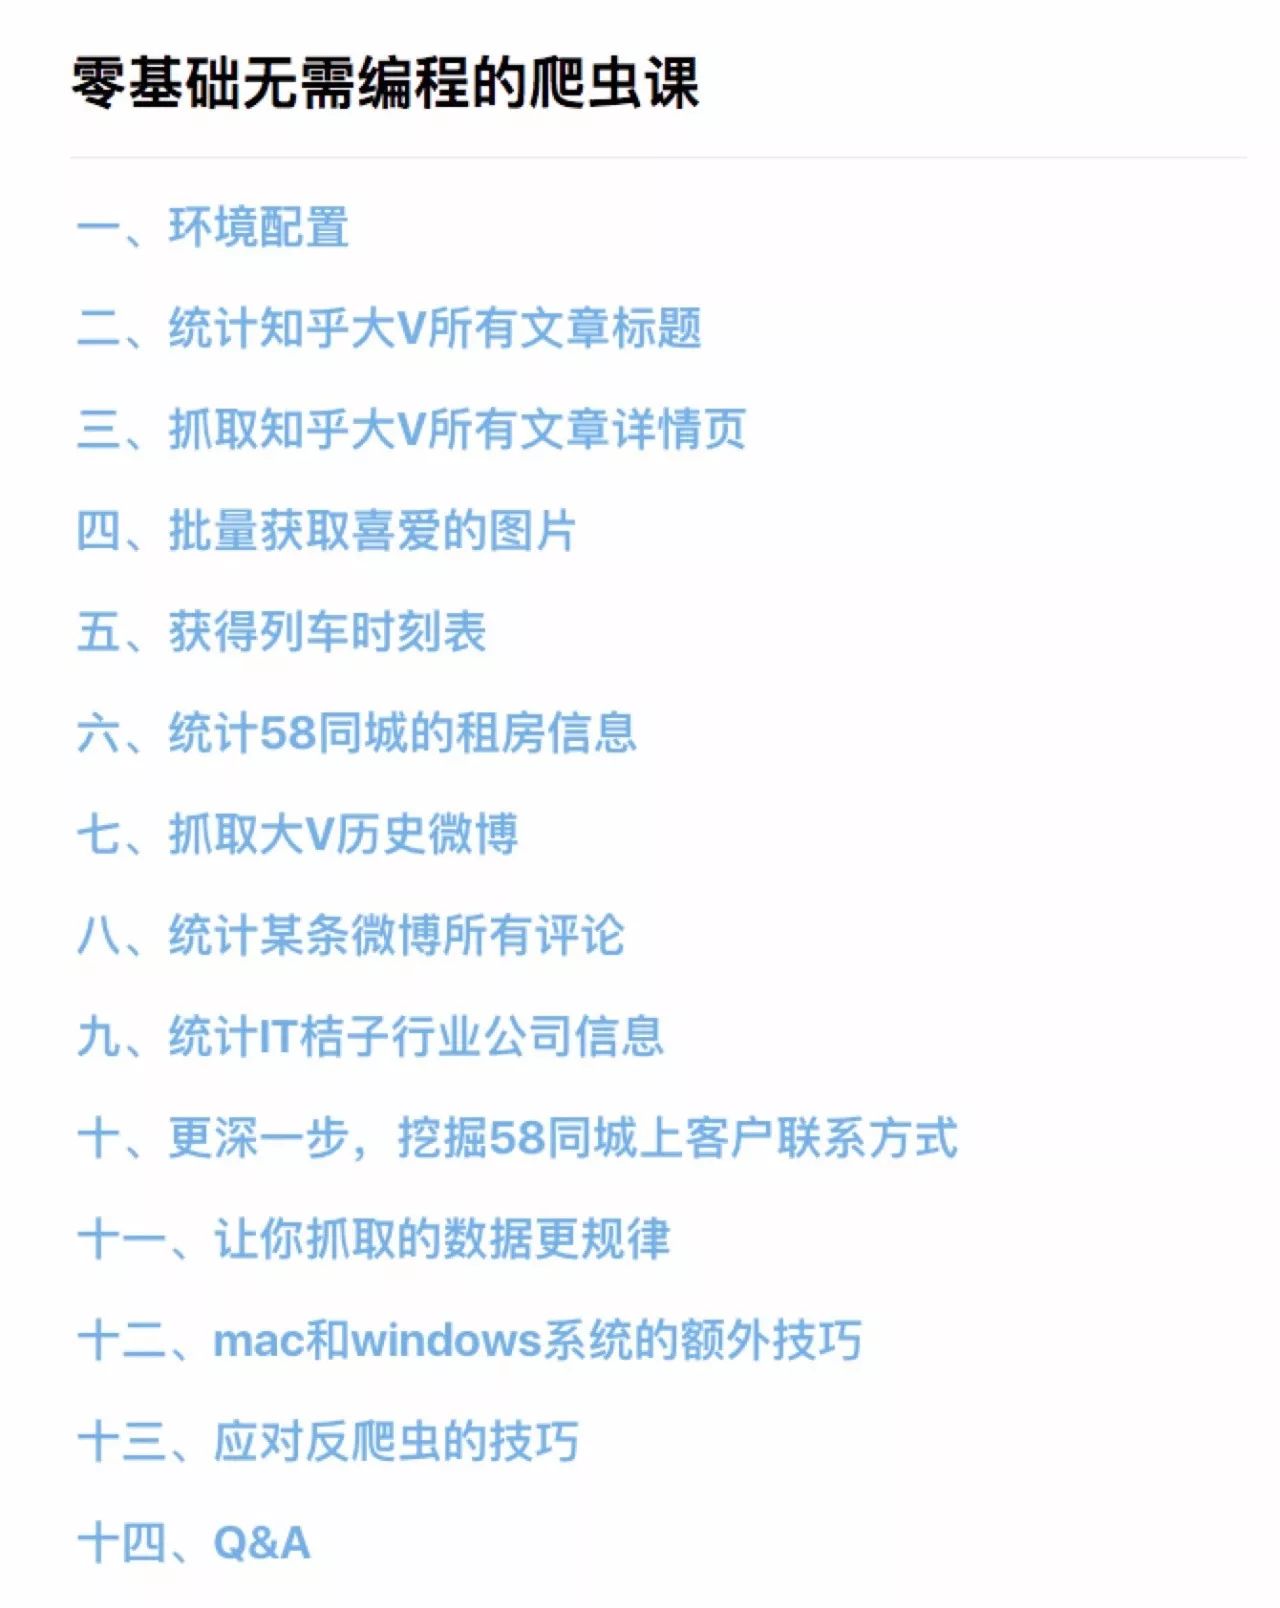 零基础无需编程的爬虫课
一、环境配置
二、统计知乎大V所有文章标题
三、抓取知乎大V所有文章详情页
四、批量获取喜爱的图片
五、获得列车时刻表
六、统计58同城的租房信息
七、抓取大V历史微博
八、统计某条微博所有评论
九、统计IT桔子行业公司信息
十、更深一步，挖掘58同城上客户联系方式
十一、让你抓取的数据更规律
十二、mac和windows系统的额外技巧
十三、应对反爬虫的技巧
十四、Q&A